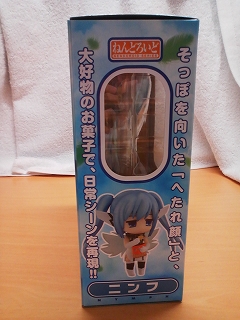 ねんどろいど
そっぽを向いた「へたれ顔」と、
大好物のお菓子で、日常シーンを再現!!
ニンフ